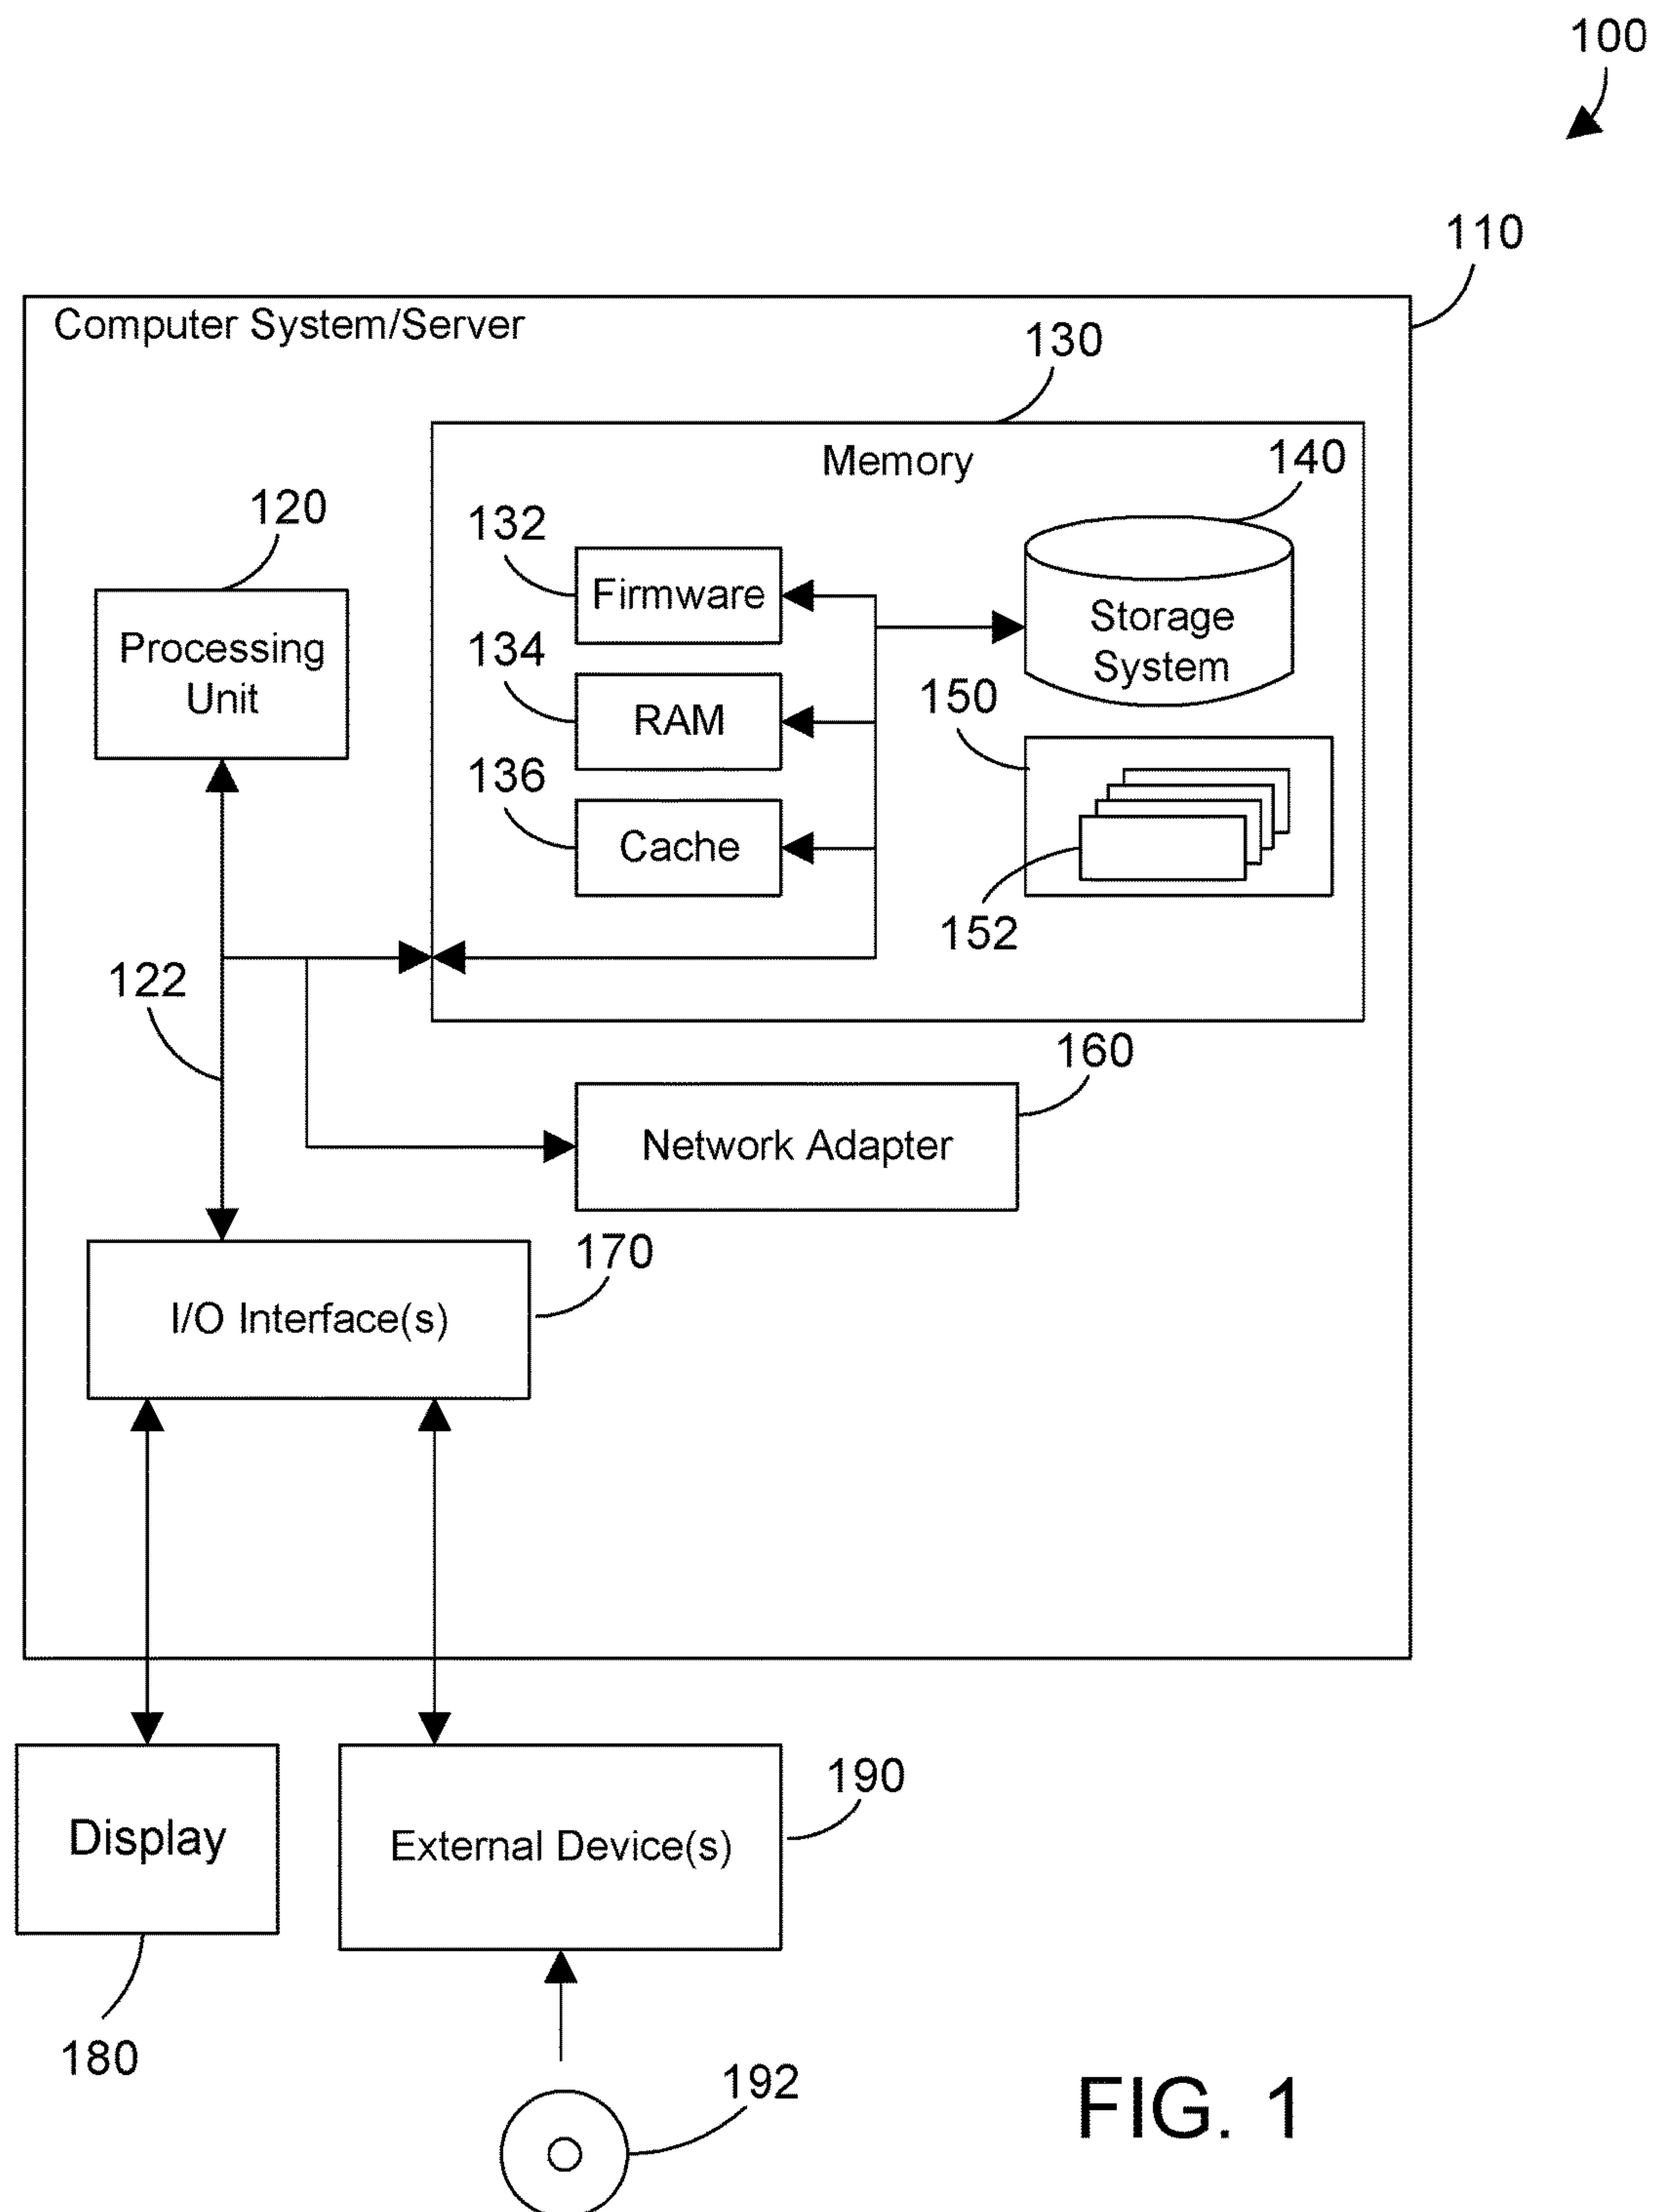 100
110
Computer System/Server
130
Memory
140
120
132
Firmware
Storage
System
Processing
Unit
134
RAM
150
136
Cache
152
122
160
Network Adapter
170
I/O Interface(s)
190
Display
External Device(s)
180
192
FIG. 1